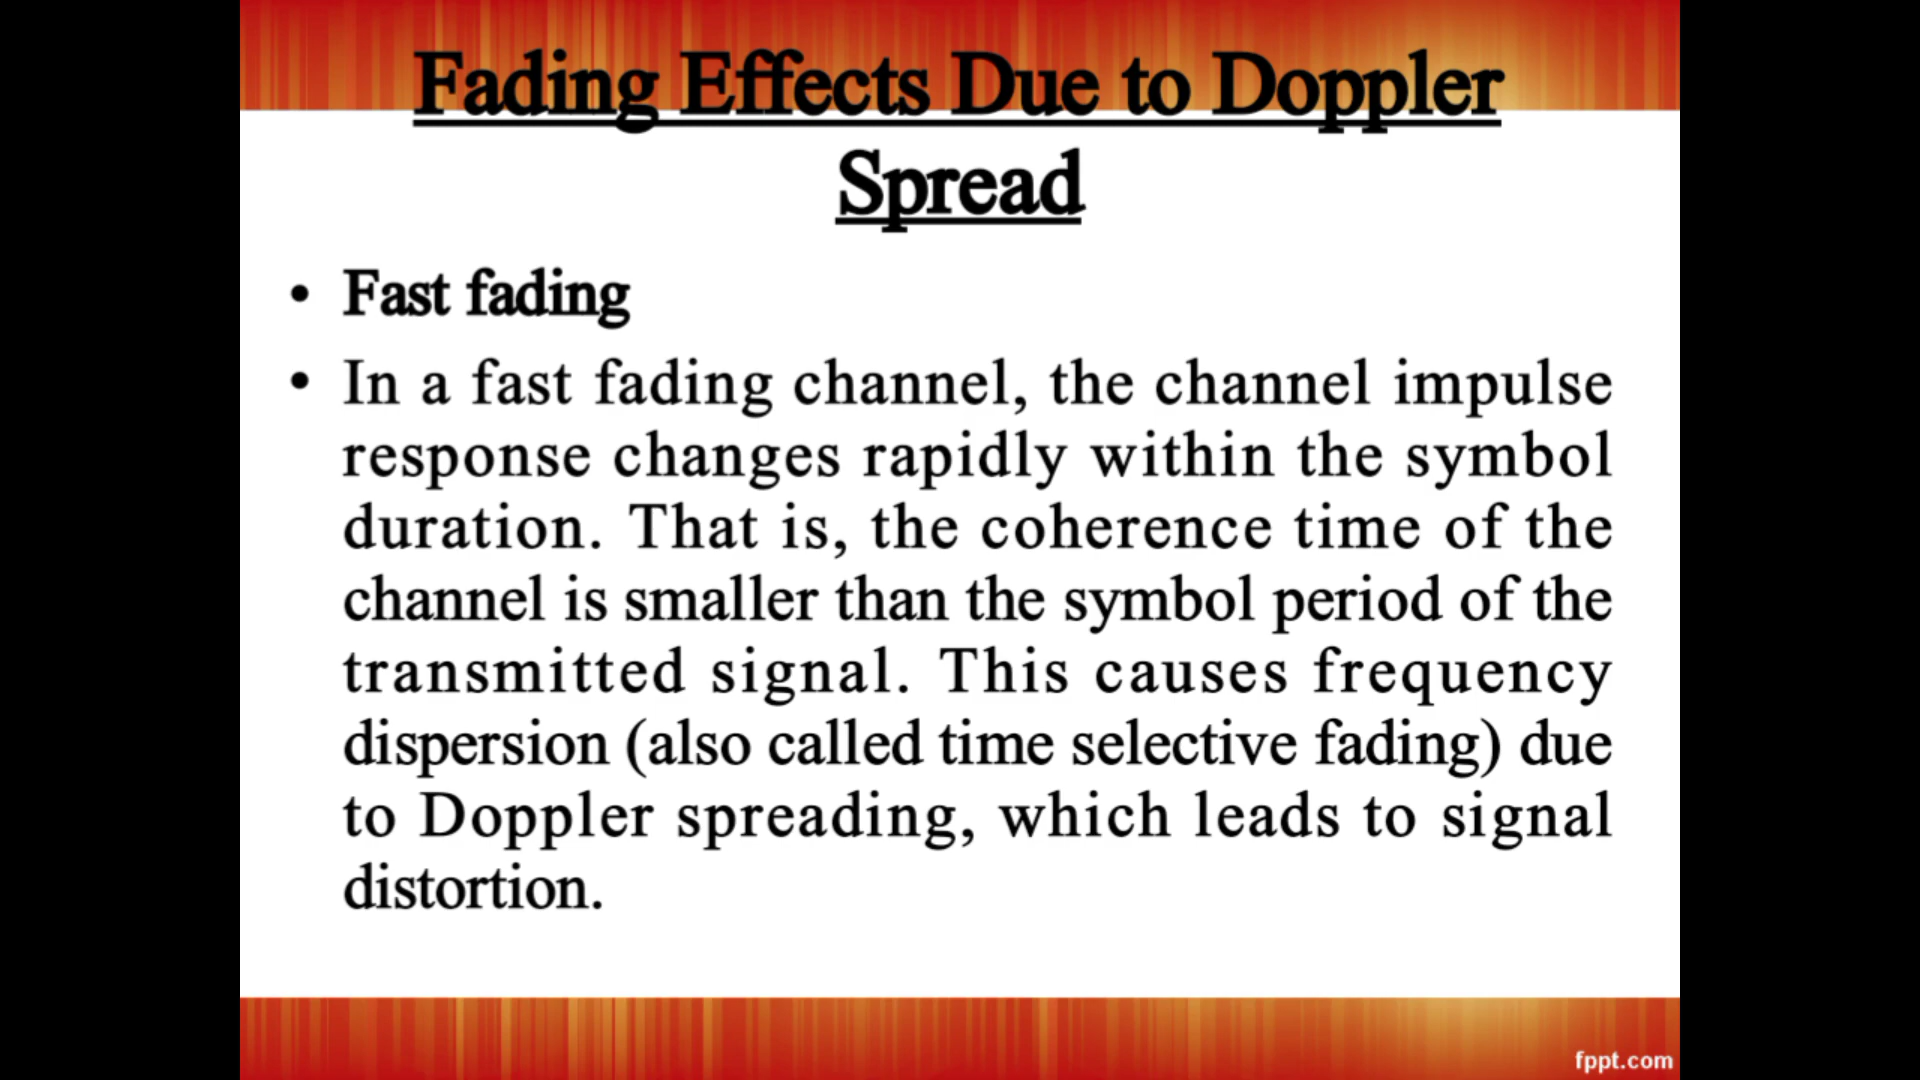 Fading Effects Due to Doppler
Spread
• Fast fading
• In a fast fading channel, the channel impulse
response changes rapidly within the symbol
duration. That is, the coherence time of the
channel is smaller than the symbol period of the
transmitted signal. This causes frequency
dispersion (also called time selective fading) due
to Doppler spreading, which leads to signal
distortion.
fppt.com